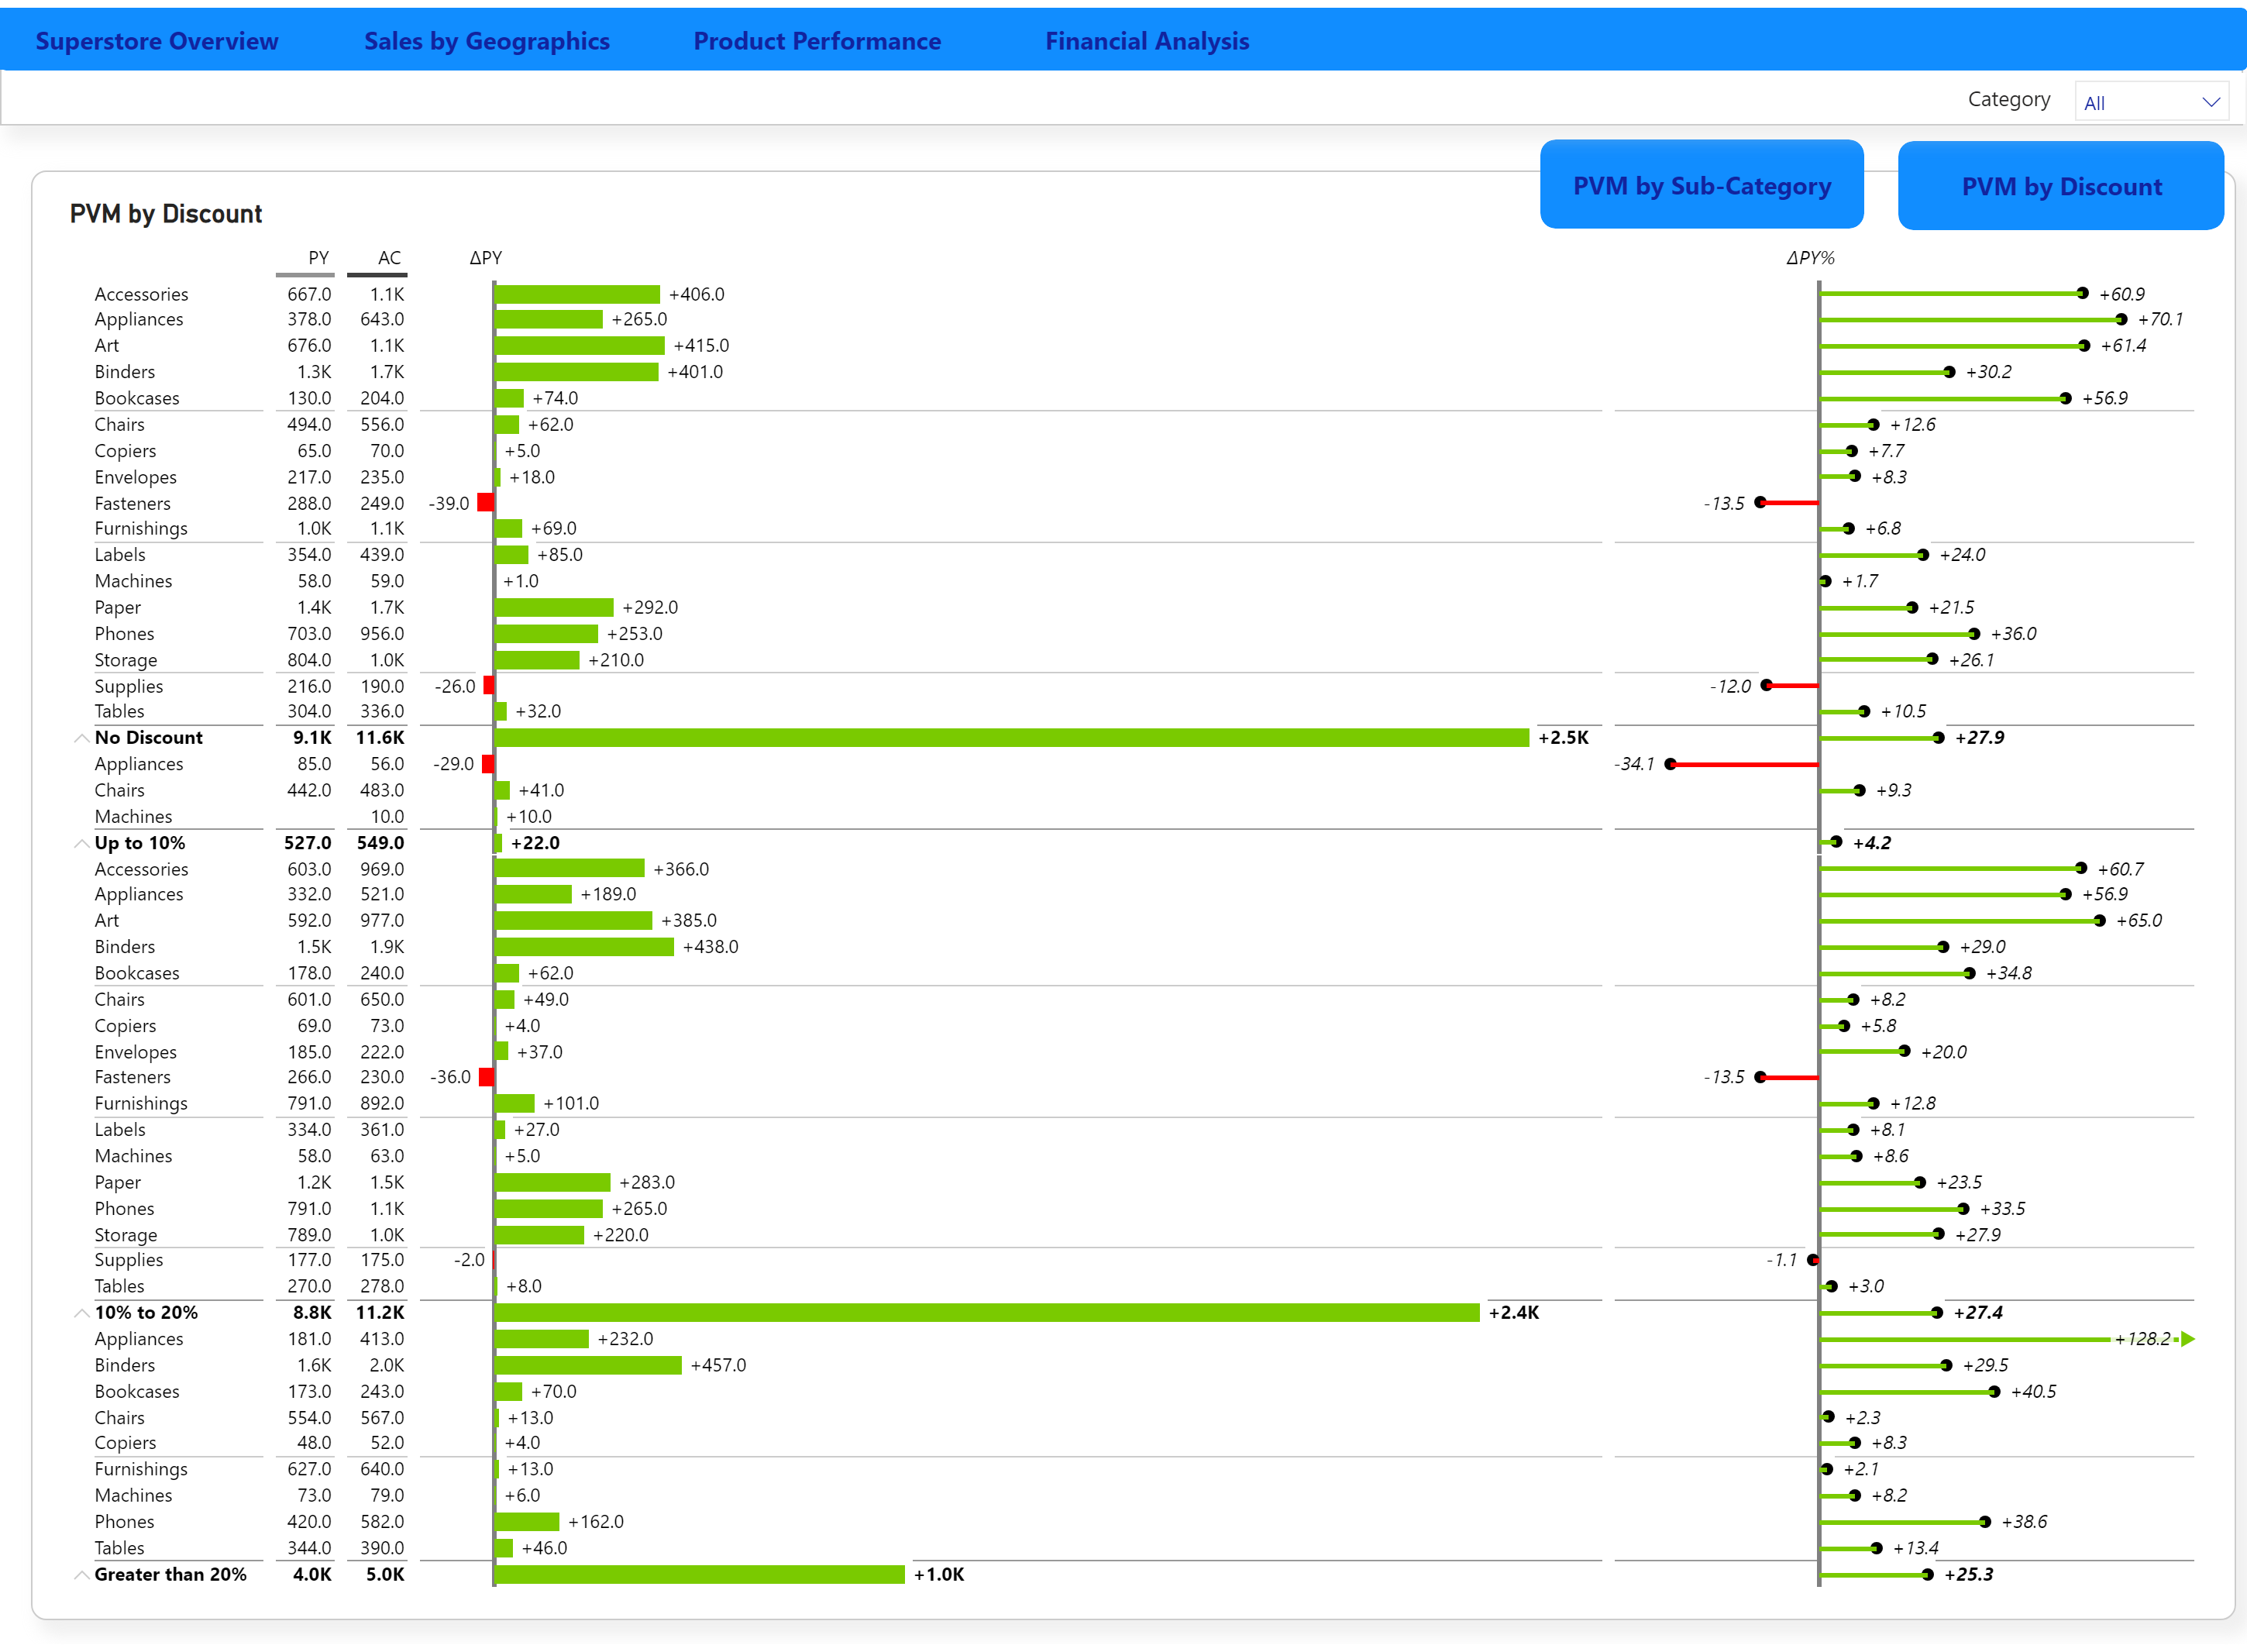 Superstore Overview Sales by Geographics Product Performance Financial Analysis
Category All
PVM by Sub-Category PVM by Discount
PVM by Discount
PY AC ΔPY ΔPY%
Accessories 667.0 1.1K +406.0 +60.9
Appliances 378.0 643.0 +265.0 +70.1
Art 676.0 1.1K +415.0 +61.4
Binders 1.3K 1.7K +401.0 +30.2
Bookcases 130.0 204.0 +74.0 +56.9
Chairs 494.0 556.0 +62.0 +12.6
Copiers 65.0 70.0 +5.0 +7.7
Envelopes 217.0 235.0 +18.0 +8.3
Fasteners 288.0 249.0 -39.0 -13.5
Furnishings 1.0K 1.1K +69.0 +6.8
Labels 354.0 439.0 +85.0 +24.0
Machines 58.0 59.0 +1.0 +1.7
Paper 1.4K 1.7K +292.0 +21.5
Phones 703.0 956.0 +253.0 +36.0
Storage 804.0 1.0K +210.0 +26.1
Supplies 216.0 190.0 -26.0 -12.0
Tables 304.0 336.0 +32.0 +10.5
No Discount 9.1K 11.6K +2.5K +27.9
Appliances 85.0 56.0 -29.0 -34.1
Chairs 442.0 483.0 +41.0 +9.3
Machines 10.0 +10.0
Up to 10% 527.0 549.0 +22.0 +4.2
Accessories 603.0 969.0 +366.0 +60.7
Appliances 332.0 521.0 +189.0 +56.9
Art 592.0 977.0 +385.0 +65.0
Binders 1.5K 1.9K +438.0 +29.0
Bookcases 178.0 240.0 +62.0 +34.8
Chairs 601.0 650.0 +49.0 +8.2
Copiers 69.0 73.0 +4.0 +5.8
Envelopes 185.0 222.0 +37.0 +20.0
Fasteners 266.0 230.0 -36.0 -13.5
Furnishings 791.0 892.0 +101.0 +12.8
Labels 334.0 361.0 +27.0 +8.1
Machines 58.0 63.0 +5.0 +8.6
Paper 1.2K 1.5K +283.0 +23.5
Phones 791.0 1.1K +265.0 +33.5
Storage 789.0 1.0K +220.0 +27.9
Supplies 177.0 175.0 -2.0 -1.1
Tables 270.0 278.0 +8.0 +3.0
10% to 20% 8.8K 11.2K +2.4K +27.4
Appliances 181.0 413.0 +232.0 +128.2
Binders 1.6K 2.0K +457.0 +29.5
Bookcases 173.0 243.0 +70.0 +40.5
Chairs 554.0 567.0 +13.0 +2.3
Copiers 48.0 52.0 +4.0 +8.3
Furnishings 627.0 640.0 +13.0 +2.1
Machines 73.0 79.0 +6.0 +8.2
Phones 420.0 582.0 +162.0 +38.6
Tables 344.0 390.0 +46.0 +13.4
Greater than 20% 4.0K 5.0K +1.0K +25.3